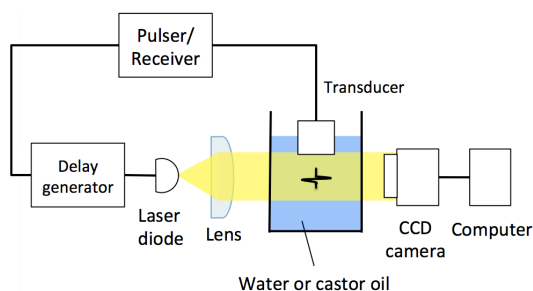 Pulser/
Receiver
Transducer
Delay
generator
Laser
diode
Lens
CCD
camera
Computer
Water or castor oil